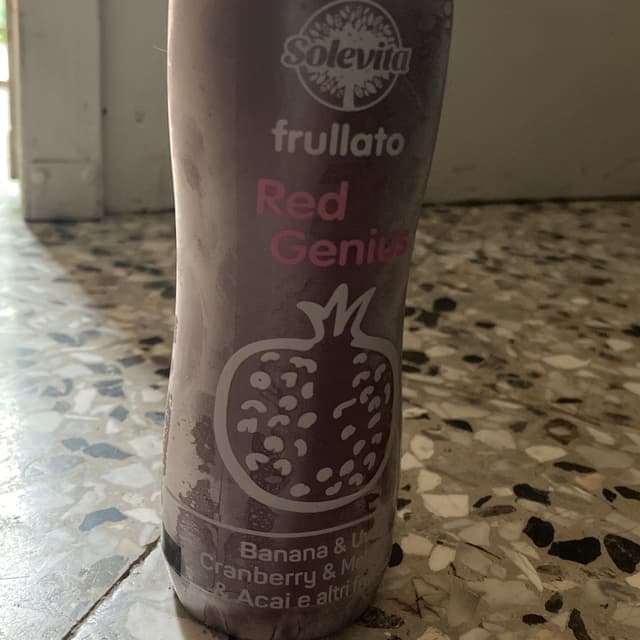 Solevita
frullato
Red
Genius
Banana &
Cranberry &
& Acai e altri